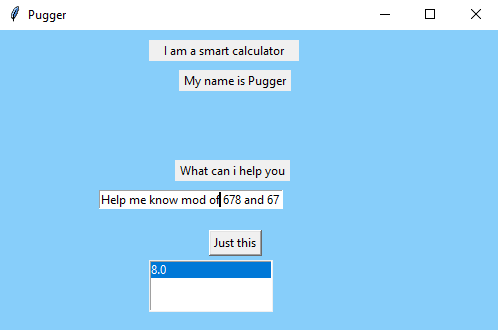 Pugger
I am a smart calculator
My name is Pugger
What can i help you
Help me know mod of 678 and 67
Just this
8.0